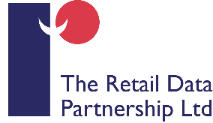 The Retail Data
Partnership Ltd